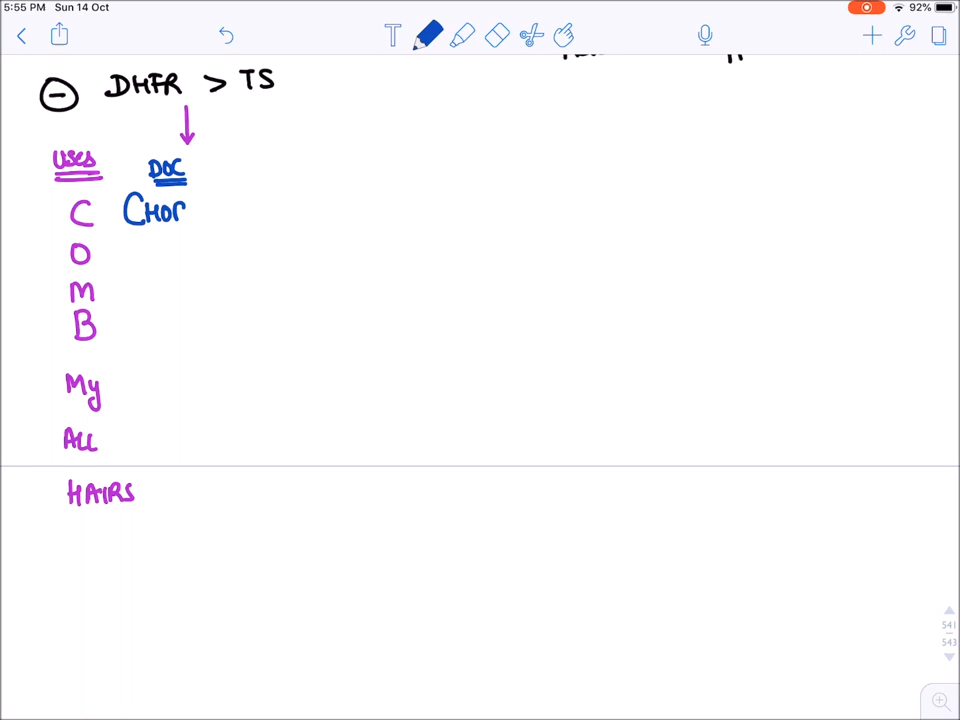 5:55 PM Sun 14 Oct 92%
T
- DHFR > TS
Uses DOC
C CHOr
O
M
B
My
ALL
HAIRS
541
543